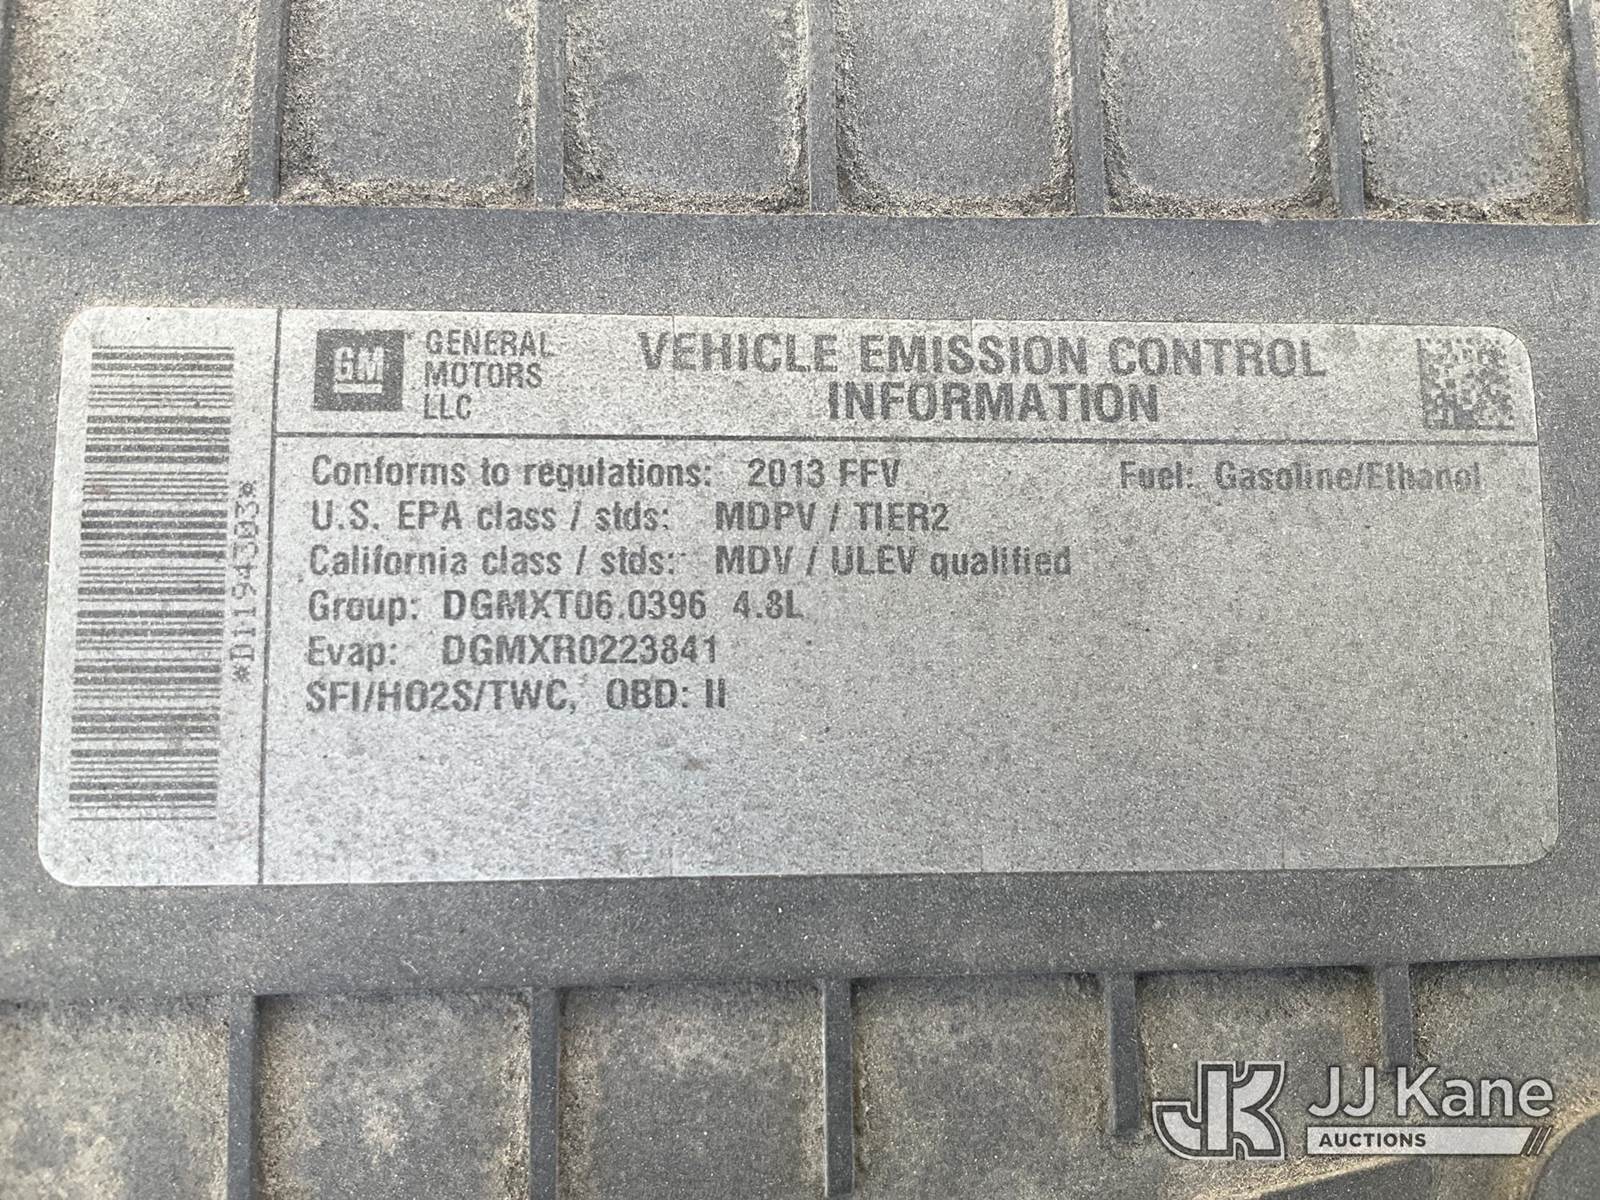 GM
GENERAL
MOTORS
LLC
VEHICLE EMISSION CONTROL
INFORMATION
Conforms to regulations: 2013 FFV Fuel: Gasoline/Ethanol
U.S. EPA class / stds: MDPV / TIER2
California class / stds: MDV / ULEV qualified
Group: DGMXT06.0396 4.8L
Evap: DGMXR0223841
SFI/HO2S/TWC, OBD: II
*D1194303*
JK JJ Kane
AUCTIONS